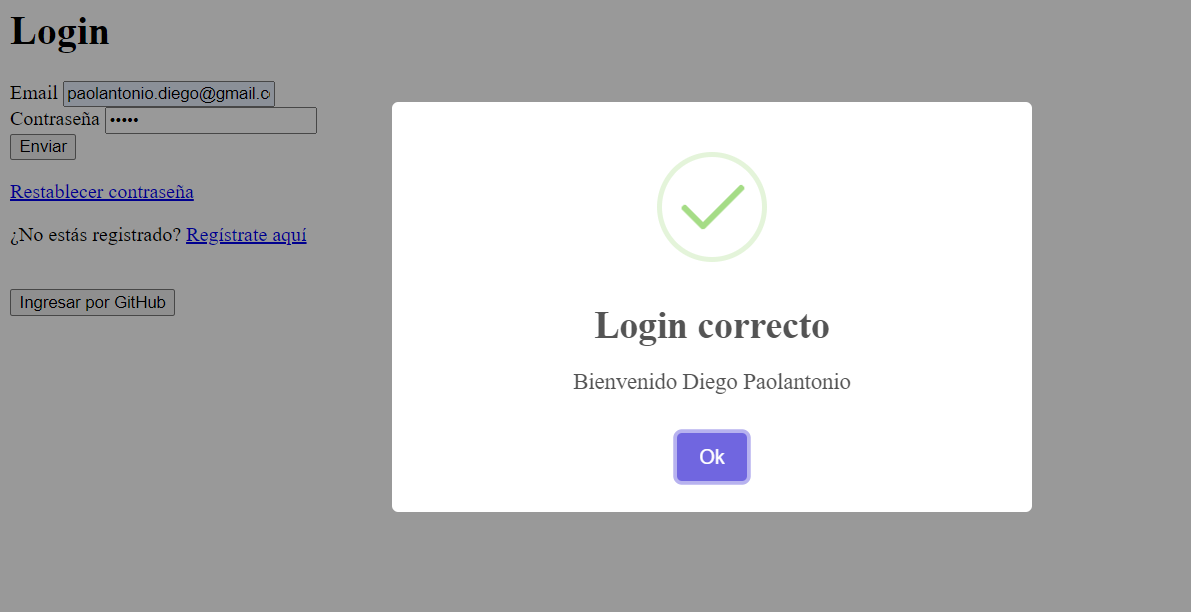 Login
Email paolantonio.diego@gmail.c
Contraseña •••••
Enviar
Restablecer contraseña
¿No estás registrado? Regístrate aquí
Ingresar por GitHub
Login correcto
Bienvenido Diego Paolantonio
Ok